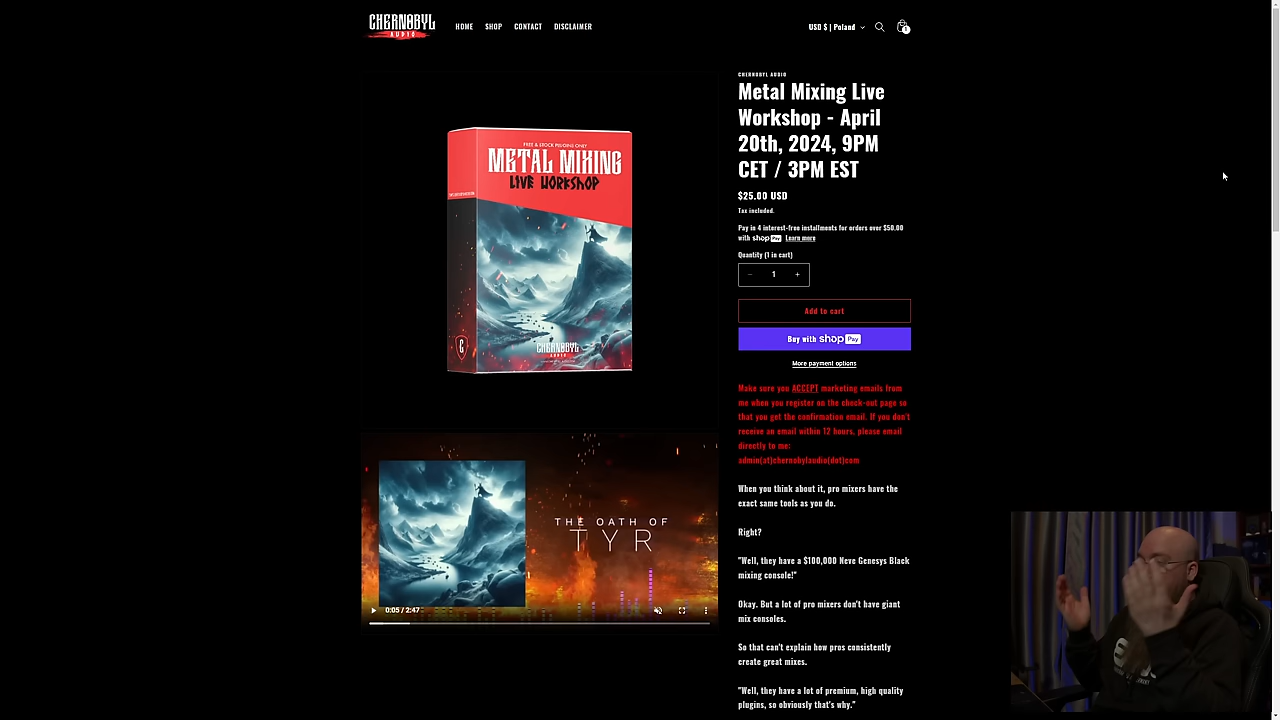 CHERNOBYL
AUDIO
HOME
SHOP
CONTACT
DISCLAIMER
USD $ | Poland
1
CHERNOBYL AUDIO
Metal Mixing Live
Workshop - April
20th, 2024, 9PM
CET / 3PM EST
$25.00 USD
Tax included.
Pay in 4 interest-free installments for orders over $50.00
with shop Pay Learn more
Quantity (1 in cart)
− 1 +
Add to cart
Buy with shop Pay
More payment options
Make sure you ACCEPT marketing emails from
me when you register on the check-out page so
that you get the confirmation email. If you don't
receive an email within 12 hours, please email
directly to me:
admin(at)chernobylaudio(dot)com
When you think about it, pro mixers have the
exact same tools as you do.
Right?
"Well, they have a $100,000 Neve Genesys Black
mixing console!"
Okay. But a lot of pro mixers don't have giant
mix consoles.
So that can't explain how pros consistently
create great mixes.
"Well, they have a lot of premium, high quality
plugins, so obviously that's why."
FREE & STOCK PLUGINS ONLY
METAL MIXING
LIVE WORKSHOP
CHERNOBYL
AUDIO
THE OATH OF
TYR
0:05 / 2:47